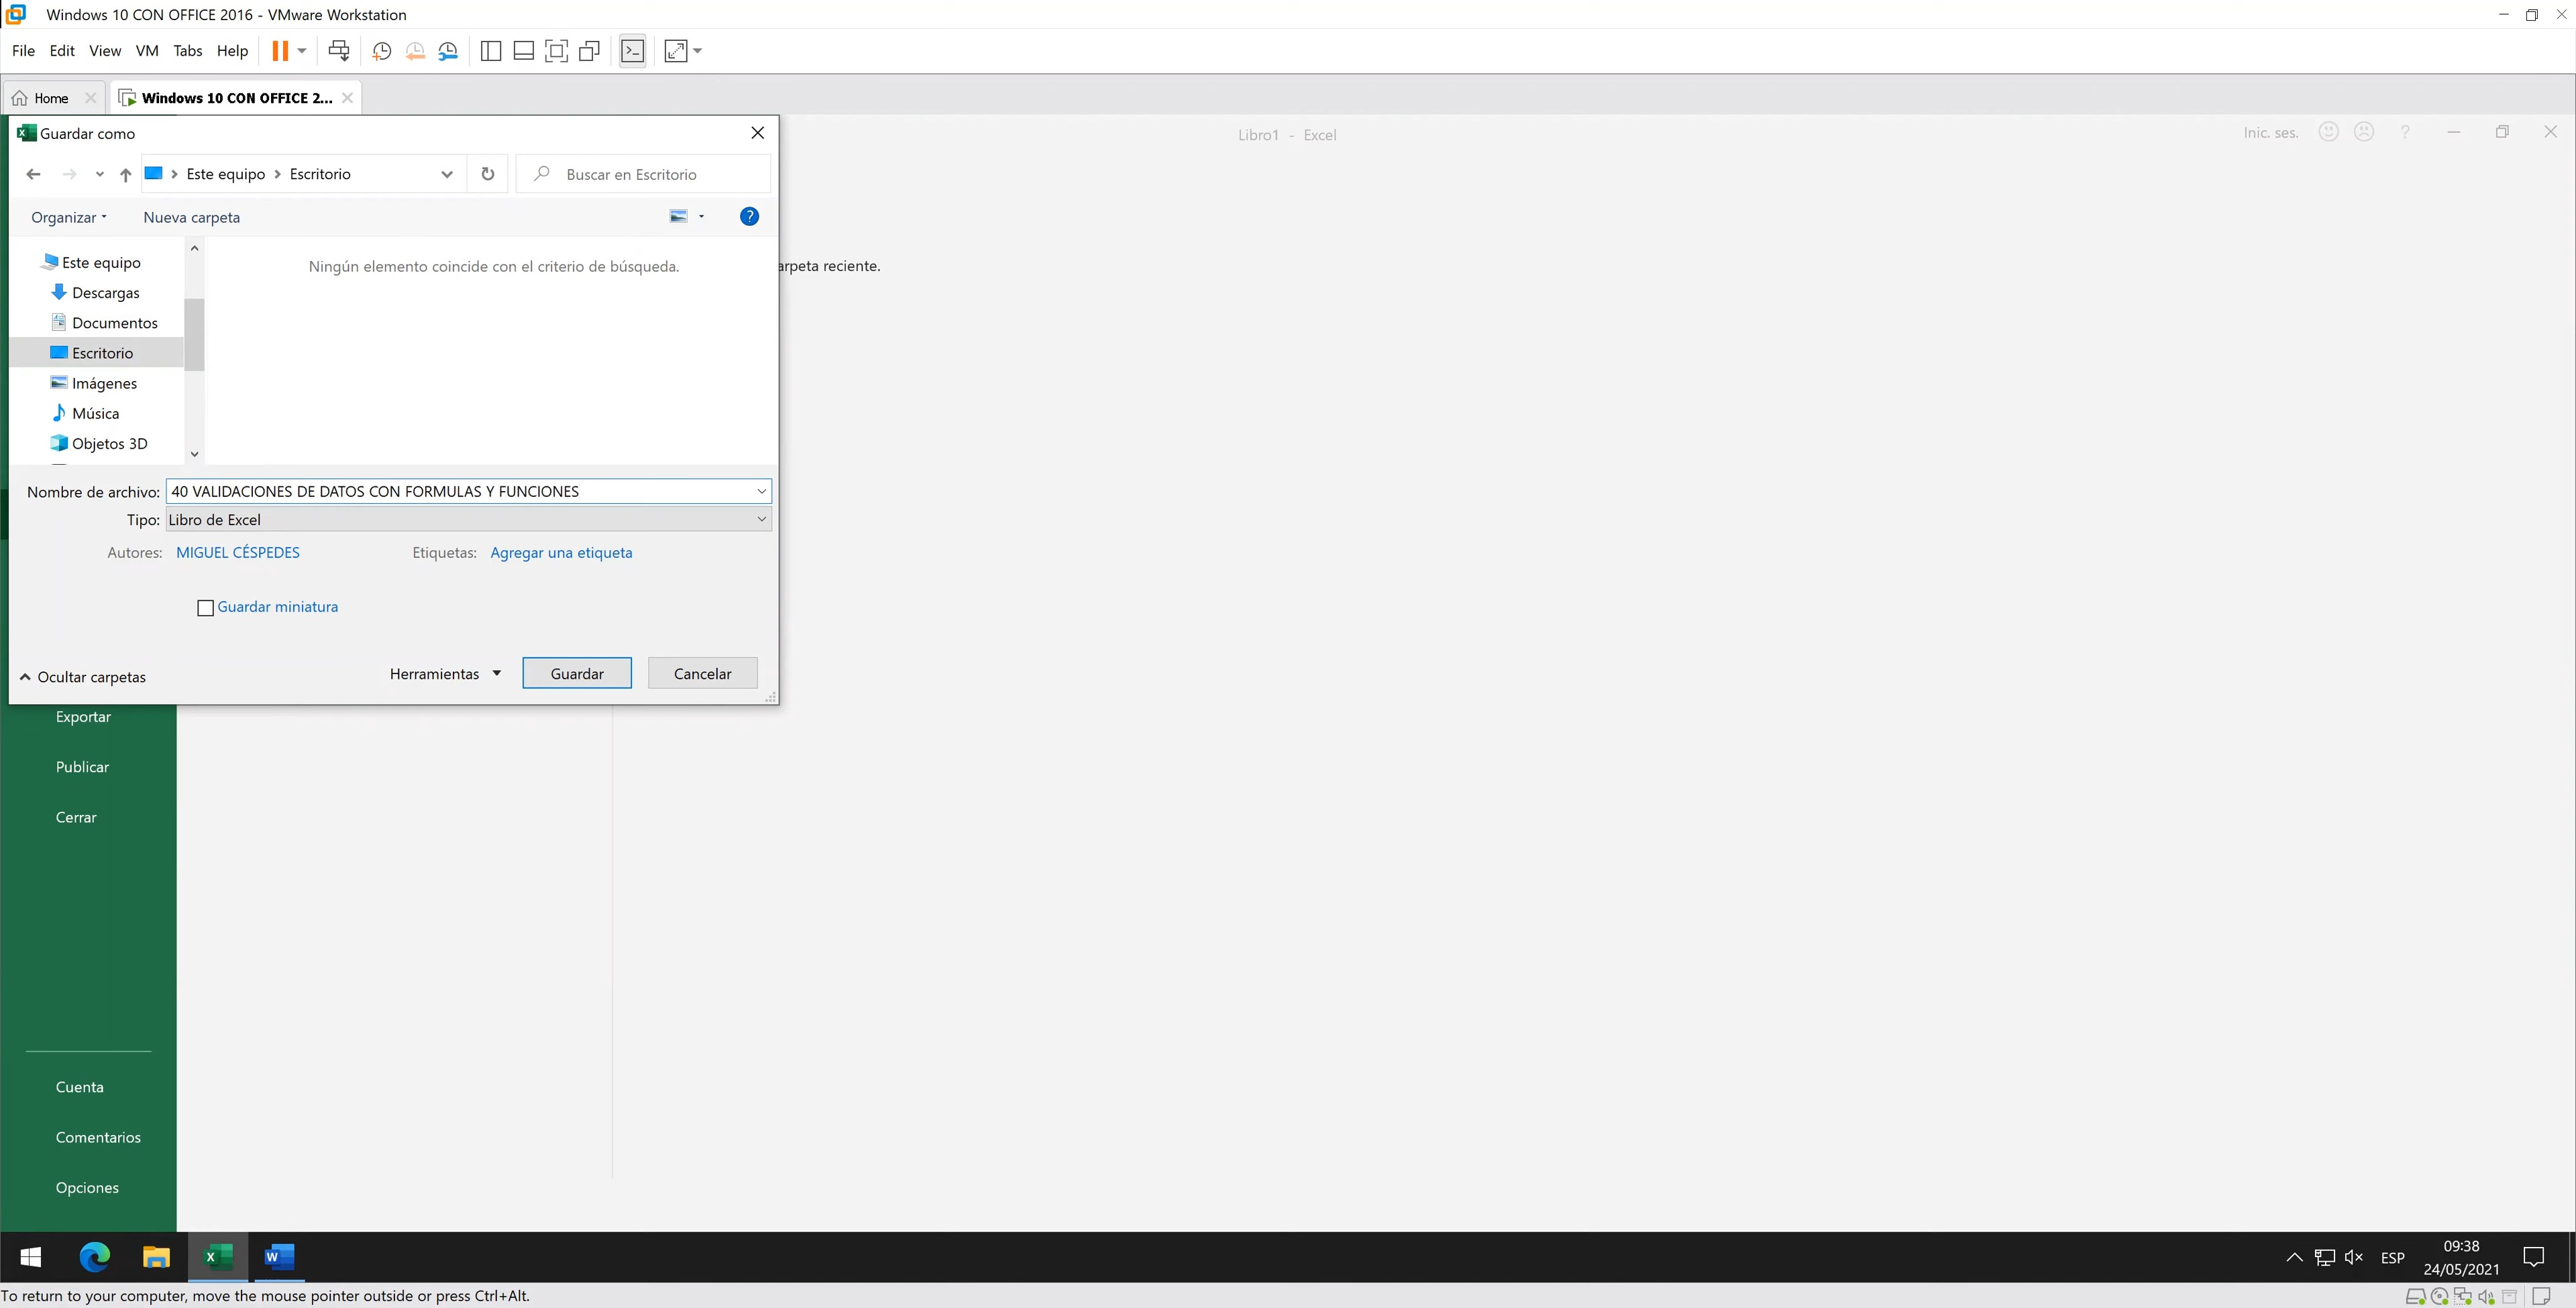 Windows 10 CON OFFICE 2016 - VMware Workstation
File Edit View VM Tabs Help
Home Windows 10 CON OFFICE 2...
Guardar como
Libro1 - Excel
Inic. ses.
?
Este equipo > Escritorio
Buscar en Escritorio
Organizar
Nueva carpeta
?
Este equipo
Descargas
Documentos
Escritorio
Imágenes
Música
Objetos 3D
Ningún elemento coincide con el criterio de búsqueda.
arpeta reciente.
Nombre de archivo: 40 VALIDACIONES DE DATOS CON FORMULAS Y FUNCIONES
Tipo: Libro de Excel
Autores: MIGUEL CÉSPEDES Etiquetas: Agregar una etiqueta
Guardar miniatura
Ocultar carpetas
Herramientas Guardar Cancelar
Exportar
Publicar
Cerrar
Cuenta
Comentarios
Opciones
ESP
09:38
24/05/2021
To return to your computer, move the mouse pointer outside or press Ctrl+Alt.